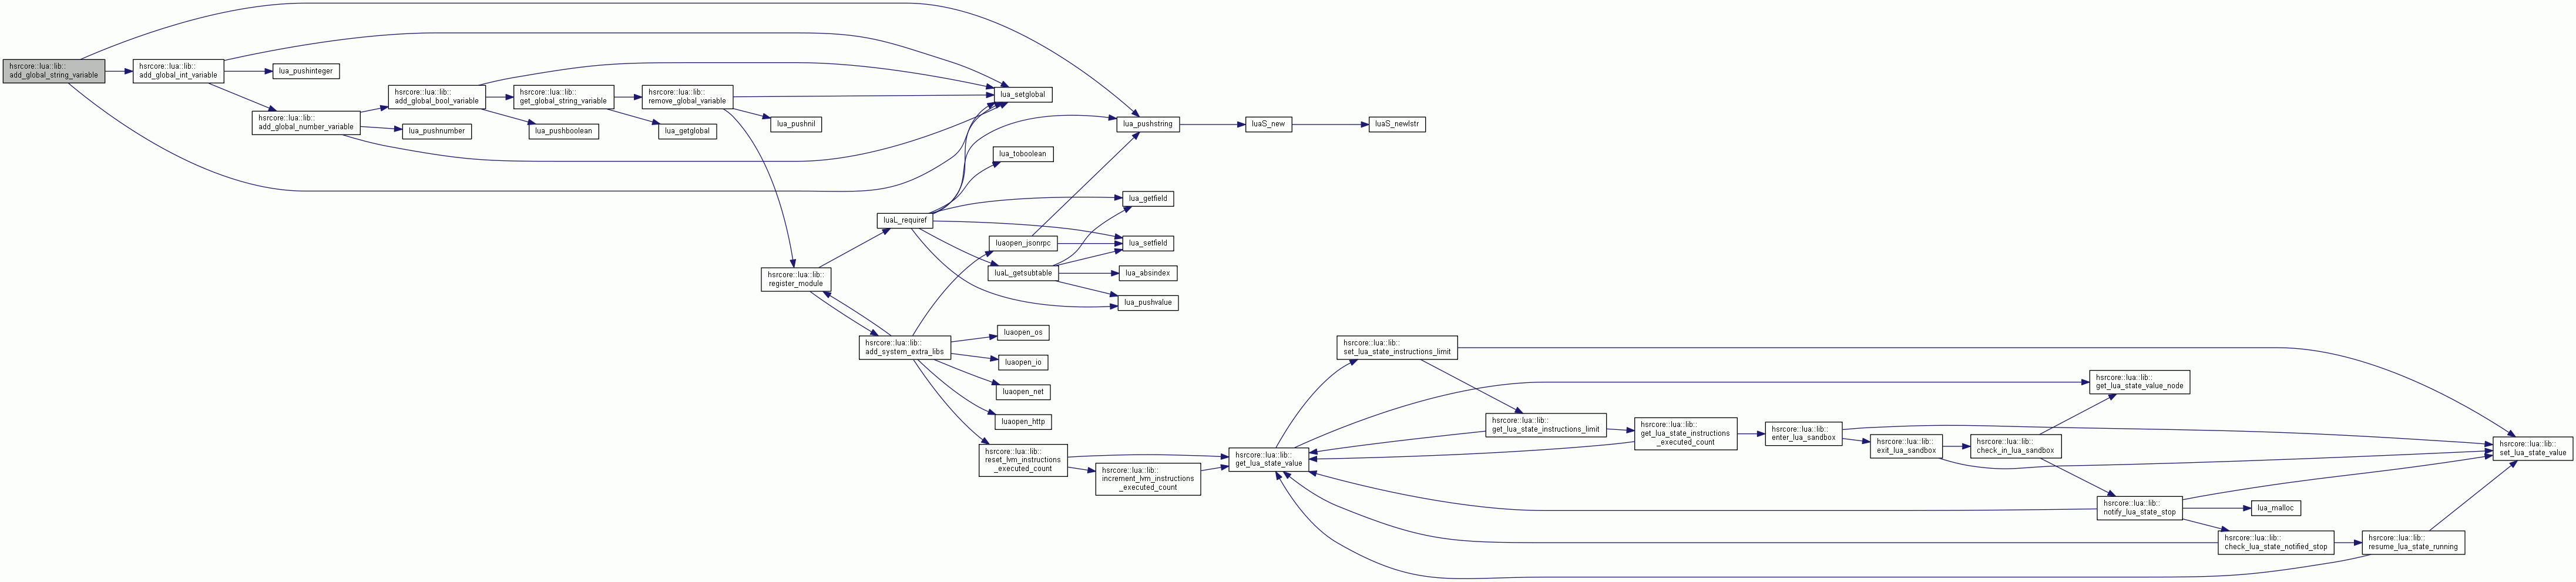 hsrcore::lua::lib::
add_global_string_variable
hsrcore::lua::lib::
add_global_int_variable
lua_pushinteger
hsrcore::lua::lib::
add_global_number_variable
hsrcore::lua::lib::
add_global_bool_variable
lua_pushnumber
hsrcore::lua::lib::
get_global_string_variable
lua_pushboolean
hsrcore::lua::lib::
remove_global_variable
lua_getglobal
lua_pushnil
lua_setglobal
lua_pushstring
luaS_new
luaS_newlstr
lua_toboolean
lua_getfield
luaL_requiref
luaopen_jsonrpc
lua_setfield
luaL_getsubtable
lua_absindex
lua_pushvalue
hsrcore::lua::lib::
register_module
hsrcore::lua::lib::
add_system_extra_libs
luaopen_os
luaopen_io
luaopen_net
luaopen_http
hsrcore::lua::lib::
reset_lvm_instructions
_executed_count
hsrcore::lua::lib::
increment_lvm_instructions
_executed_count
hsrcore::lua::lib::
get_lua_state_value
hsrcore::lua::lib::
set_lua_state_instructions_limit
hsrcore::lua::lib::
get_lua_state_instructions_limit
hsrcore::lua::lib::
get_lua_state_instructions
_executed_count
hsrcore::lua::lib::
enter_lua_sandbox
hsrcore::lua::lib::
exit_lua_sandbox
hsrcore::lua::lib::
check_in_lua_sandbox
hsrcore::lua::lib::
get_lua_state_value_node
hsrcore::lua::lib::
notify_lua_state_stop
lua_malloc
hsrcore::lua::lib::
check_lua_state_notified_stop
hsrcore::lua::lib::
resume_lua_state_running
hsrcore::lua::lib::
set_lua_state_value